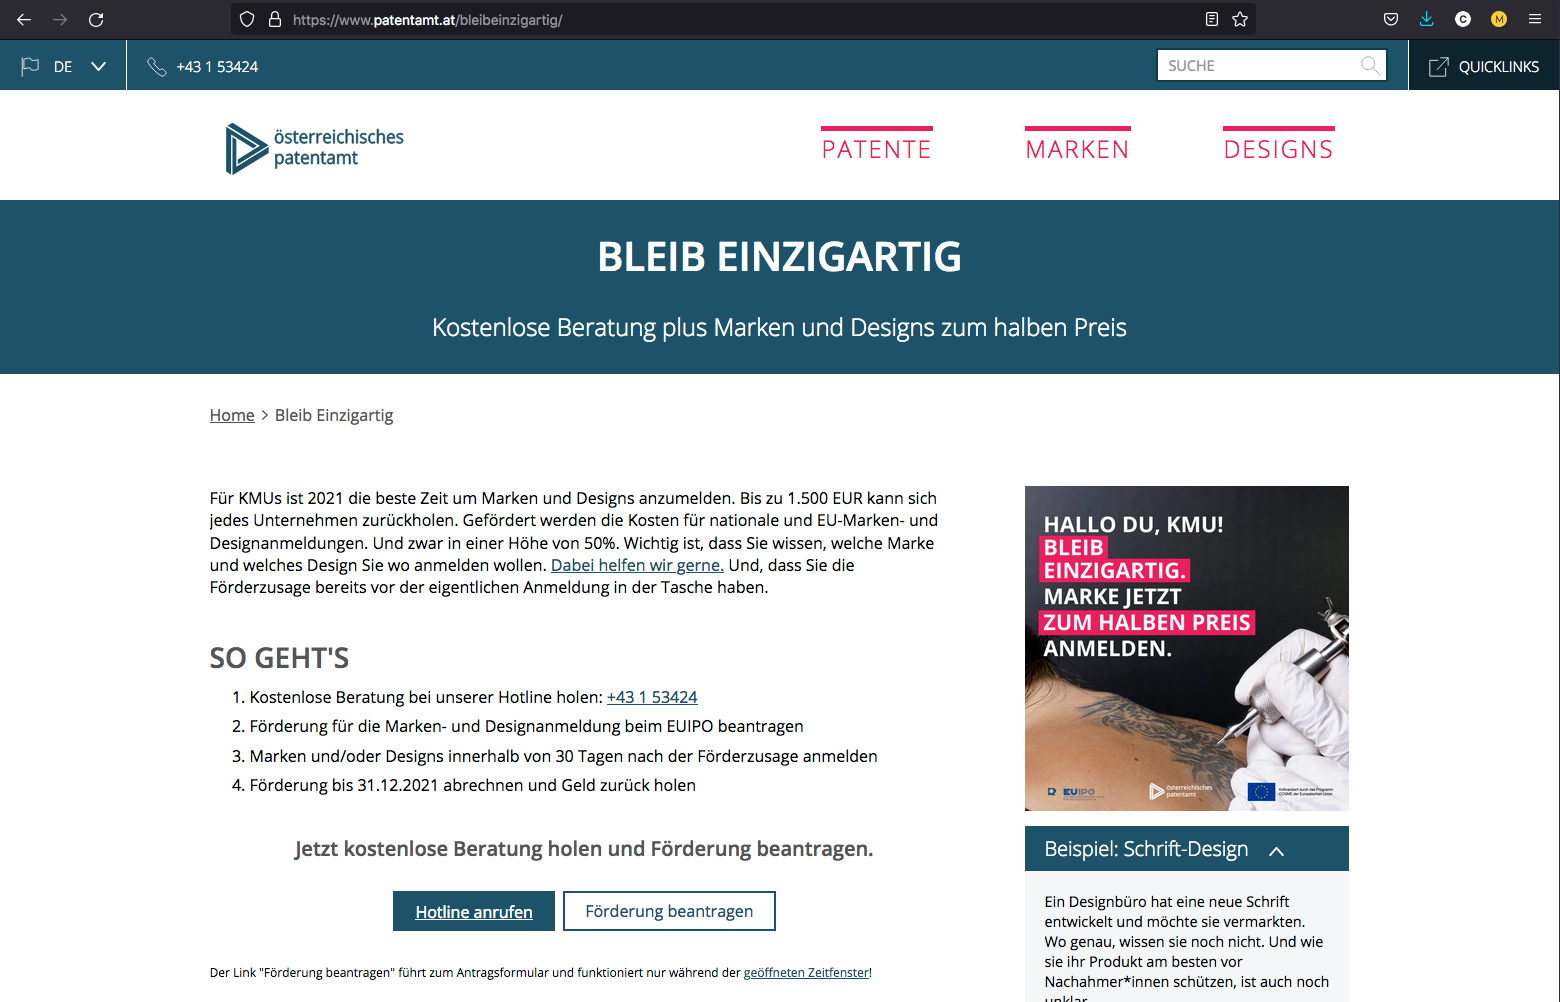 https://www.patentamt.at/bleibeinzigartig/
C
M
DE
+43 1 53424
SUCHE
QUICKLINKS
österreichisches
patentamt
PATENTE
MARKEN
DESIGNS
BLEIB EINZIGARTIG
Kostenlose Beratung plus Marken und Designs zum halben Preis
Home > Bleib Einzigartig
Für KMUs ist 2021 die beste Zeit um Marken und Designs anzumelden. Bis zu 1.500 EUR kann sich
jedes Unternehmen zurückholen. Gefördert werden die Kosten für nationale und EU-Marken- und
Designanmeldungen. Und zwar in einer Höhe von 50%. Wichtig ist, dass Sie wissen, welche Marke
und welches Design Sie wo anmelden wollen. Dabei helfen wir gerne. Und, dass Sie die
Förderzusage bereits vor der eigentlichen Anmeldung in der Tasche haben.
SO GEHT'S
1. Kostenlose Beratung bei unserer Hotline holen: +43 1 53424
2. Förderung für die Marken- und Designanmeldung beim EUIPO beantragen
3. Marken und/oder Designs innerhalb von 30 Tagen nach der Förderzusage anmelden
4. Förderung bis 31.12.2021 abrechnen und Geld zurück holen
Jetzt kostenlose Beratung holen und Förderung beantragen.
Hotline anrufen
Förderung beantragen
Der Link "Förderung beantragen" führt zum Antragsformular und funktioniert nur während der geöffneten Zeitfenster!
HALLO DU, KMU!
BLEIB
EINZIGARTIG.
MARKE JETZT
ZUM HALBEN PREIS
ANMELDEN.
EUIPO
österreichisches
patentamt
Kofinanziert durch das Programm
COSME der Europäischen Union
Beispiel: Schrift-Design
Ein Designbüro hat eine neue Schrift
entwickelt und möchte sie vermarkten.
Wo genau, wissen sie noch nicht. Und wie
sie ihr Produkt am besten vor
Nachahmer*innen schützen, ist auch noch
unklar.